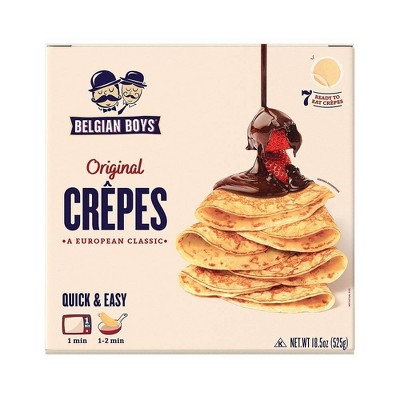 BELGIAN BOYS®
7 READY TO
EAT CRÊPES
Original
CRÊPES
•A EUROPEAN CLASSIC•
QUICK & EASY
1 min 1-2 min
NET.WT 18.5oz (525g)